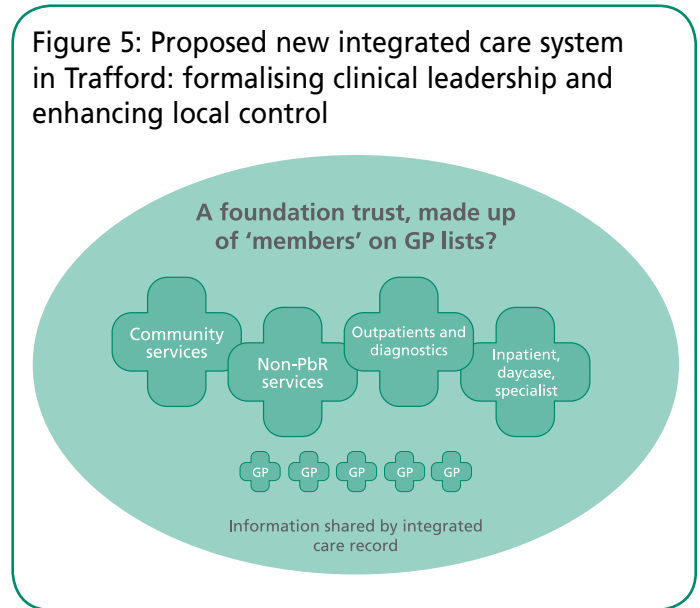 Figure 5: Proposed new integrated care system
in Trafford: formalising clinical leadership and
enhancing local control
A foundation trust, made up
of ‘members’ on GP lists?
Community
services
Non-PbR
services
Outpatients and
diagnostics
Inpatient,
daycase,
specialist
GP
GP
GP
GP
GP
Information shared by integrated
care record